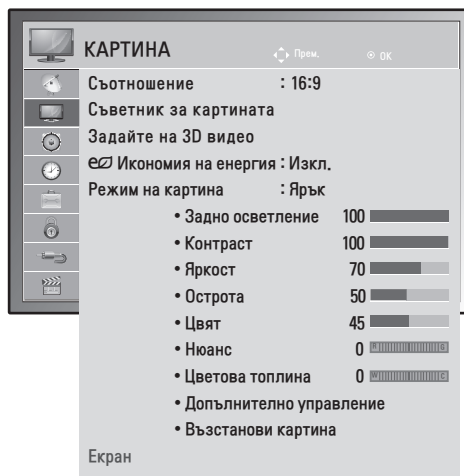 КАРТИНА Прем. ОК
Съотношение : 16:9
Съветник за картината
Задайте на 3D видео
Икономия на енергия : Изкл.
Режим на картина : Ярък
• Задно осветление 100
• Контраст 100
• Яркост 70
• Острота 50
• Цвят 45
• Нюанс 0 R G
• Цветова топлина 0 W C
• Допълнително управление
• Възстанови картина
Екран